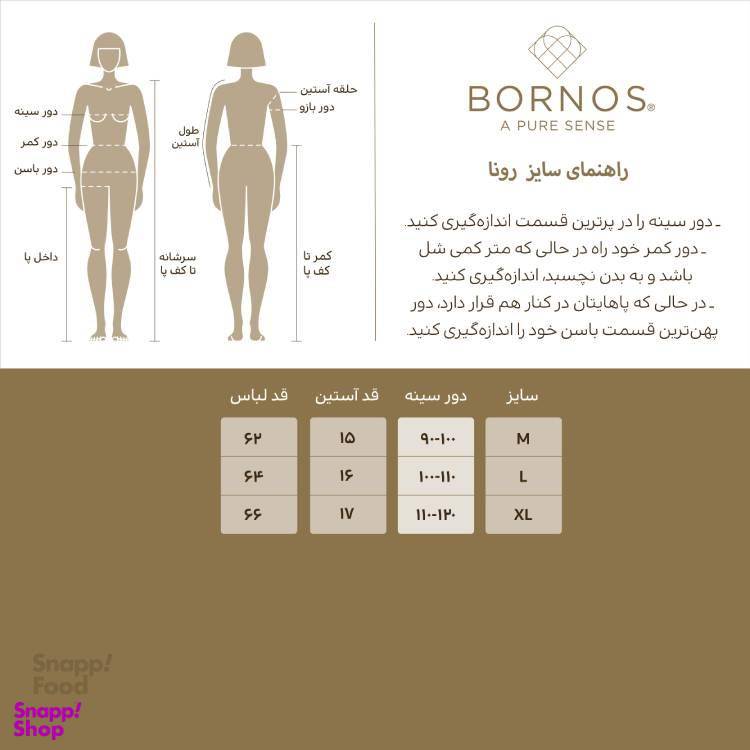 BORNOS®
A PURE SENSE
راهنمای سایز رونا
ـ دور سینه را در پرترین قسمت اندازه‌گیری کنید.
ـ دور کمر خود راه در حالی که متر کمی شل
باشد و به بدن نچسبد، اندازه‌گیری کنید.
ـ در حالی که پاهایتان در کنار هم قرار دارد، دور
پهن‌ترین قسمت باسن خود را اندازه‌گیری کنید.
حلقه آستین
دور بازو
طول
آستین
کمر تا
کف پا
دور سینه
دور کمر
دور باسن
داخل پا
سرشانه
تا کف پا
سایز دور سینه قد آستین قد لباس
M ۹۰-۱۰۰ ۱۵ ۶۲
L ۱۰۰-۱۱۰ ۱۶ ۶۴
XL ۱۱۰-۱۲۰ ۱۷ ۶۶
Snapp!
Food
Snapp!
Shop